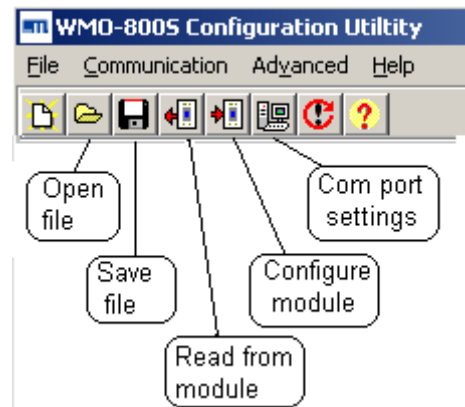 WMO-800S Configuration Utiltity
File Communication Advanced Help
Open
file
Com port
settings
Save
file
Configure
module
Read from
module